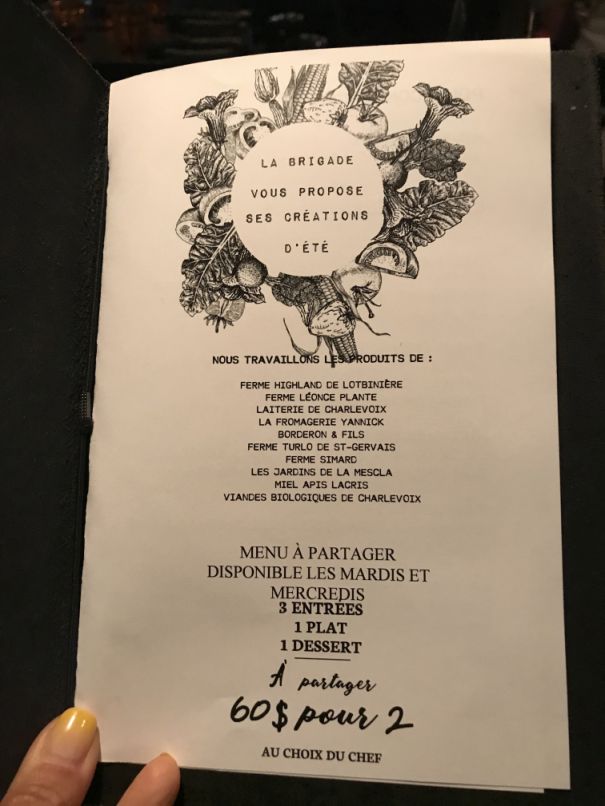 LA BRIGADE
VOUS PROPOSE
SES CRÉATIONS
D'ÉTÉ
NOUS TRAVAILLONS LES PRODUITS DE :
FERME HIGHLAND DE LOTBINIÈRE
FERME LÉONCE PLANTE
LAITERIE DE CHARLEVOIX
LA FROMAGERIE YANNICK
BORDERON & FILS
FERME TURLO DE ST-GERVAIS
FERME SIMARD
LES JARDINS DE LA MESCLA
MIEL APIS LACRIS
VIANDES BIOLOGIQUES DE CHARLEVOIX
MENU À PARTAGER
DISPONIBLE LES MARDIS ET
MERCREDIS
3 ENTRÉES
1 PLAT
1 DESSERT
À partager
60$ pour 2
AU CHOIX DU CHEF